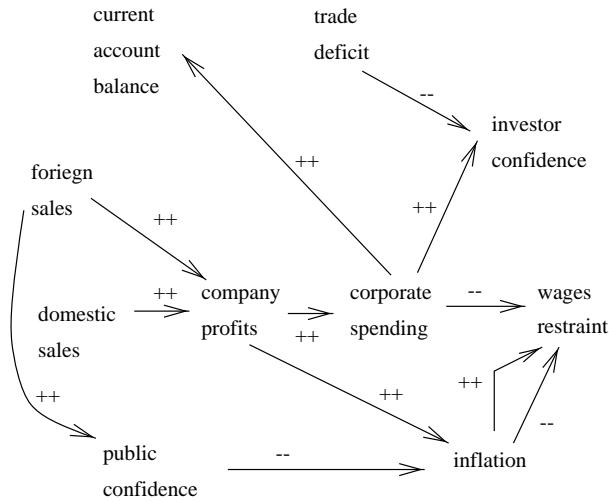 current
account
balance
trade
deficit
--
investor
confidence
++
++
foriegn
sales
++
domestic
sales
++
company
profits
++
corporate
spending
--
wages
restraint
++
++
++
--
public
confidence
--
inflation